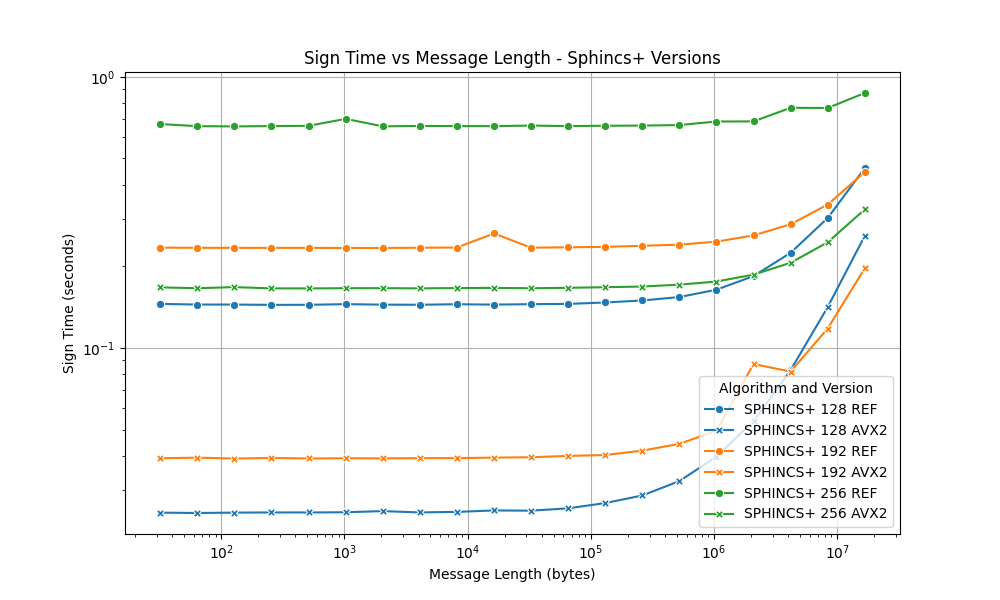 Sign Time vs Message Length - Sphincs+ Versions
Sign Time (seconds)
10⁰
10⁻¹
Algorithm and Version
SPHINCS+ 128 REF
SPHINCS+ 128 AVX2
SPHINCS+ 192 REF
SPHINCS+ 192 AVX2
SPHINCS+ 256 REF
SPHINCS+ 256 AVX2
10² 10³ 10⁴ 10⁵ 10⁶ 10⁷
Message Length (bytes)